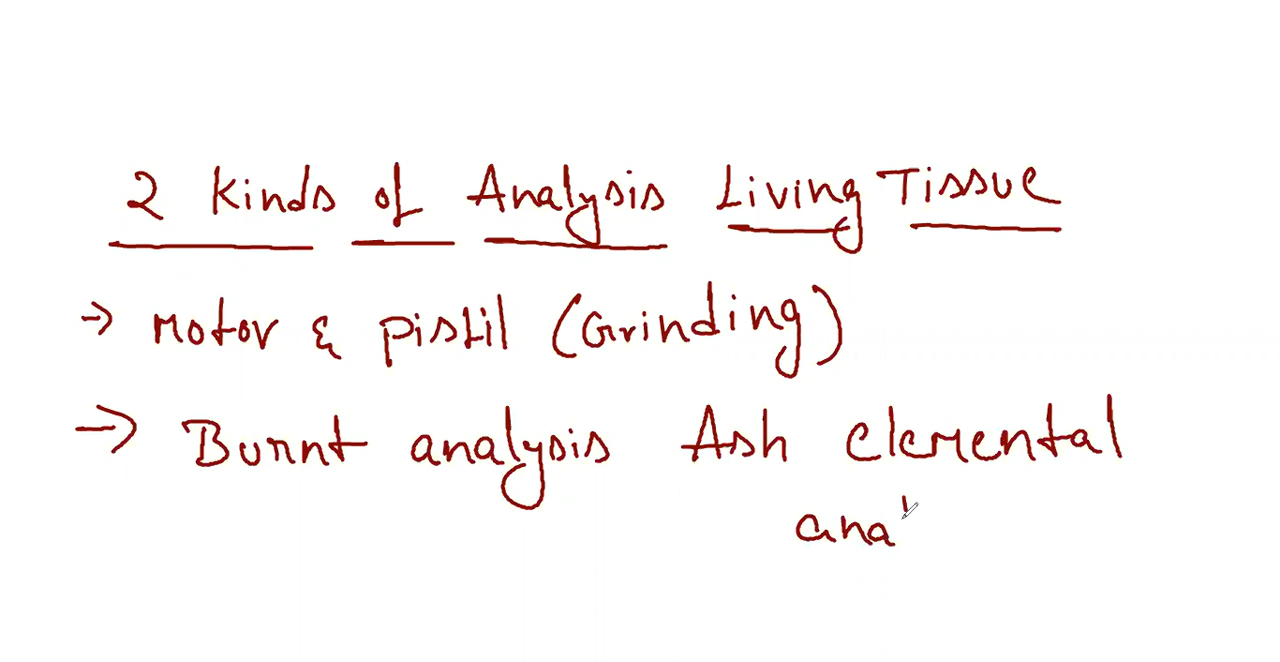 2 Kinds of Analysis Living Tissue
→ Motor & Pistil (Grinding)
→ Burnt analysis Ash Elemental
ana